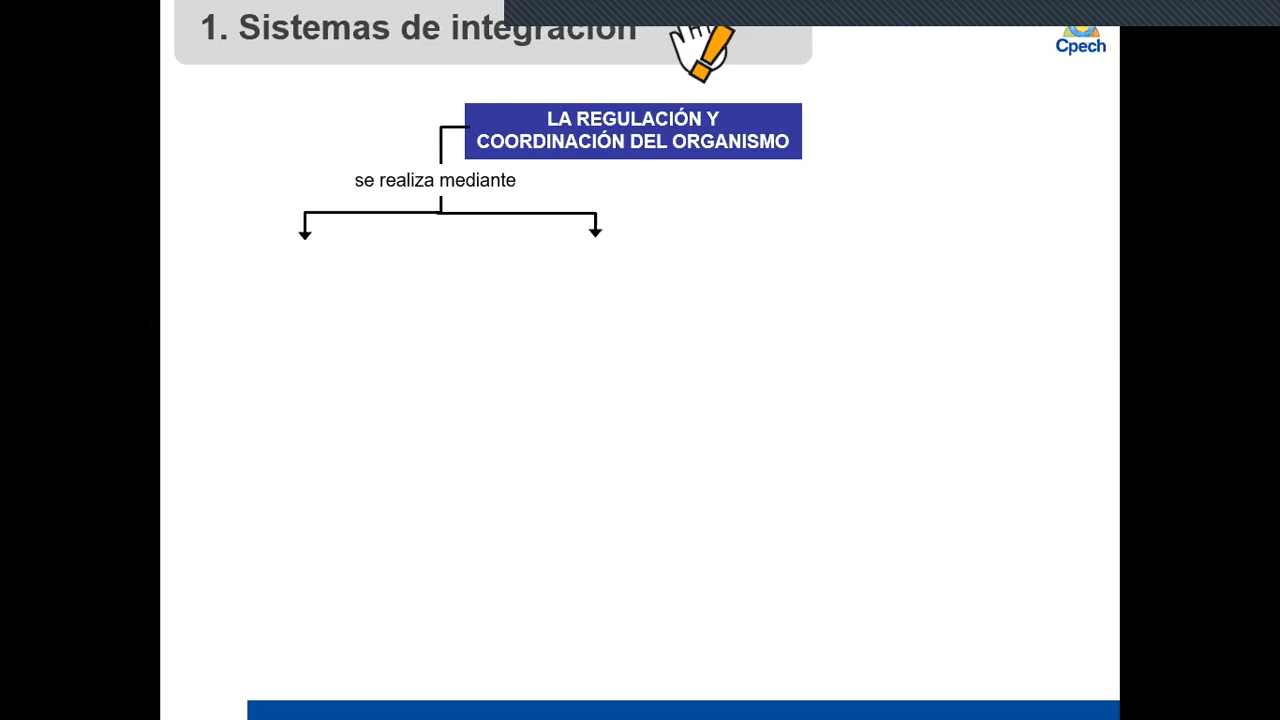 1. Sistemas de integración
Cpech
LA REGULACIÓN Y
COORDINACIÓN DEL ORGANISMO
se realiza mediante